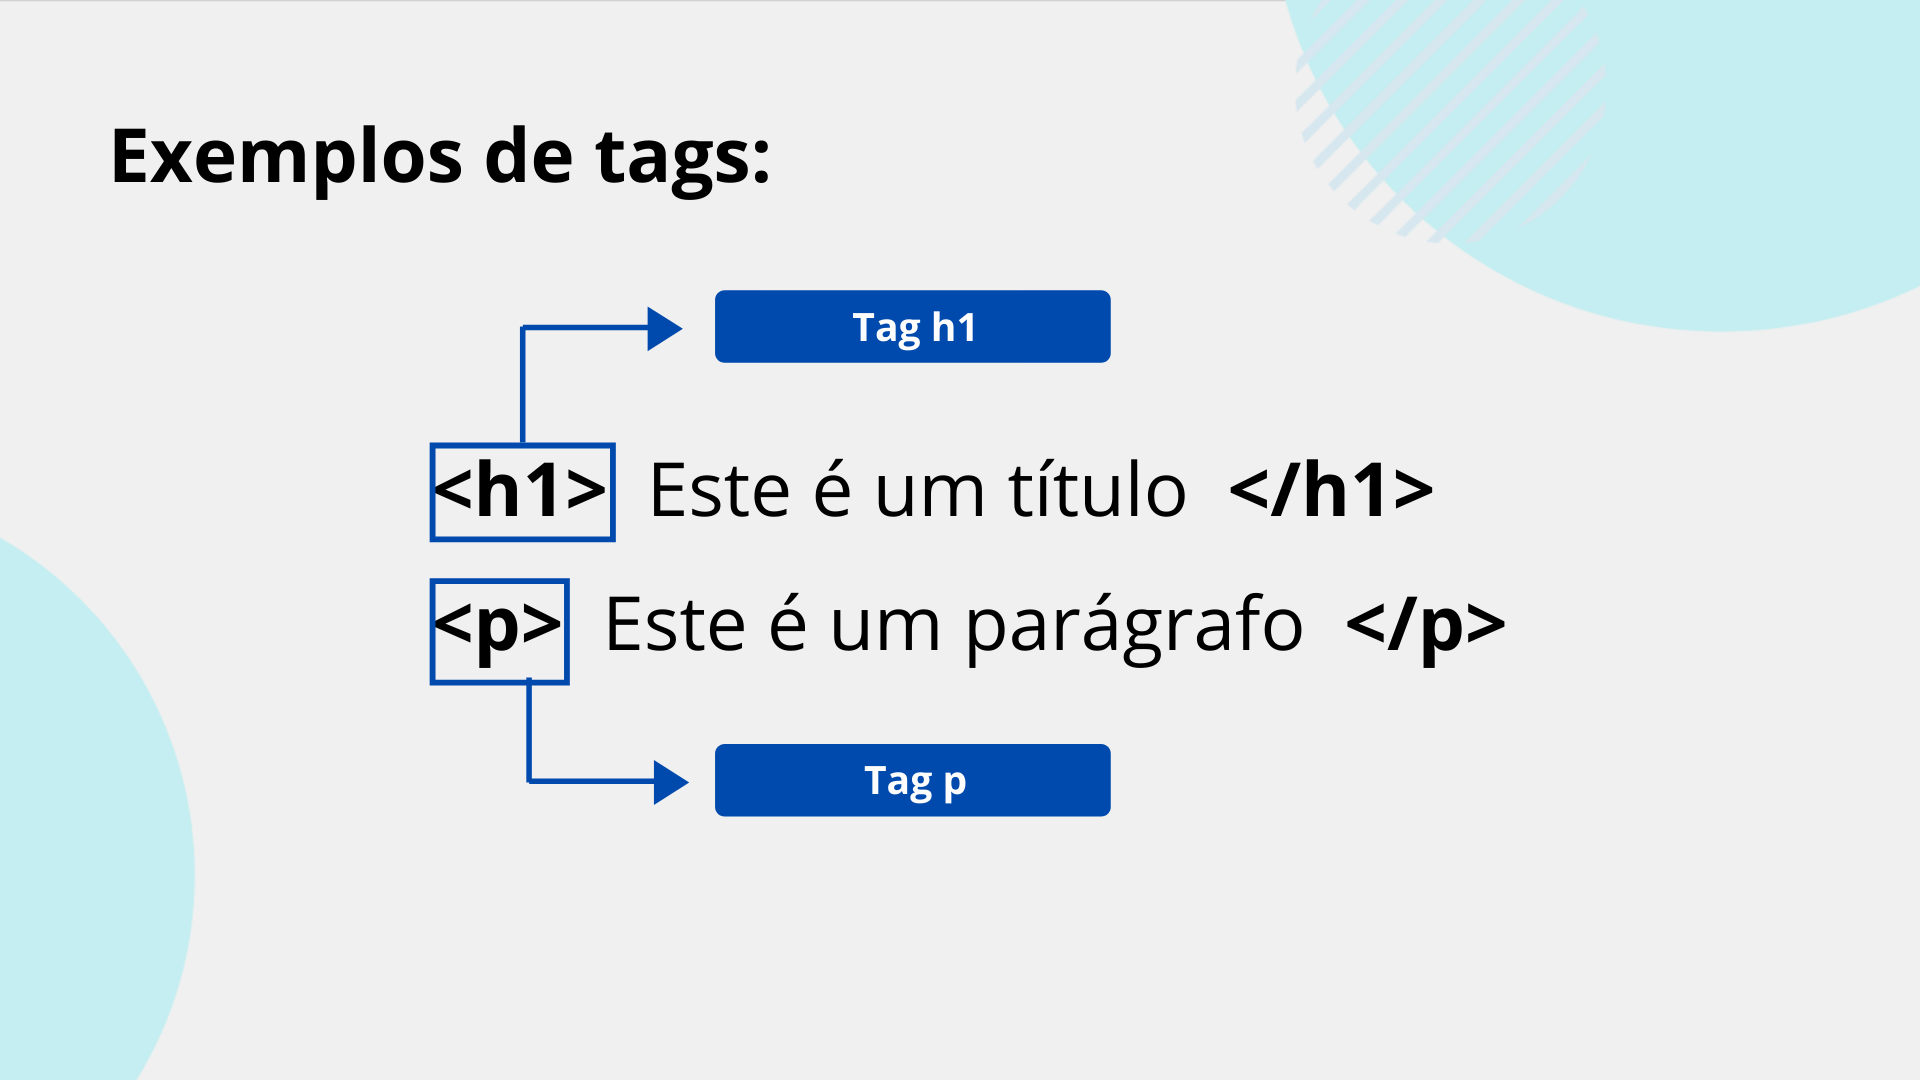 Exemplos de tags:
Tag h1
<h1> Este é um título </h1>
<p> Este é um parágrafo </p>
Tag p